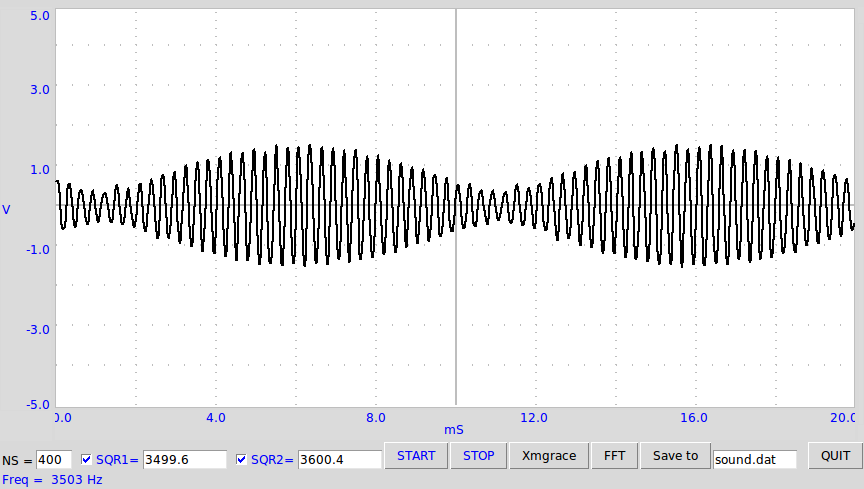 5.0
3.0
1.0
V
-1.0
-3.0
-5.0
0.0 4.0 8.0 12.0 16.0 20.0
mS
NS = 400 SQR1= 3499.6 SQR2= 3600.4 START STOP Xmgrace FFT Save to sound.dat QUIT
Freq = 3503 Hz